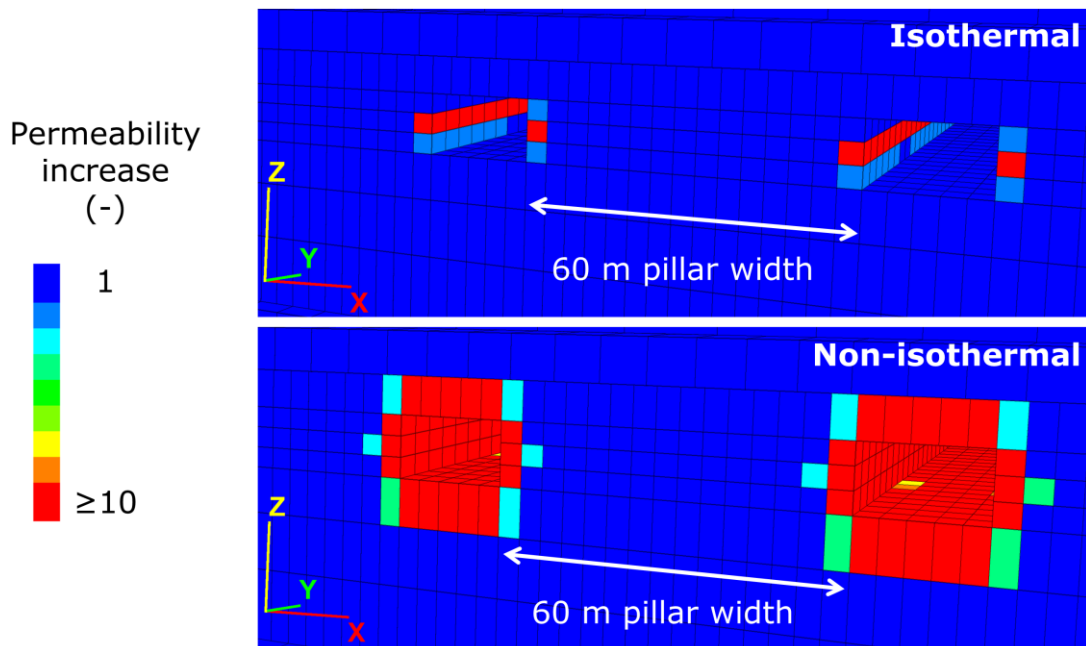 Isothermal
Permeability
increase
(-)
1
≥10
Z
Y
X
60 m pillar width
Non-isothermal
Z
Y
X
60 m pillar width